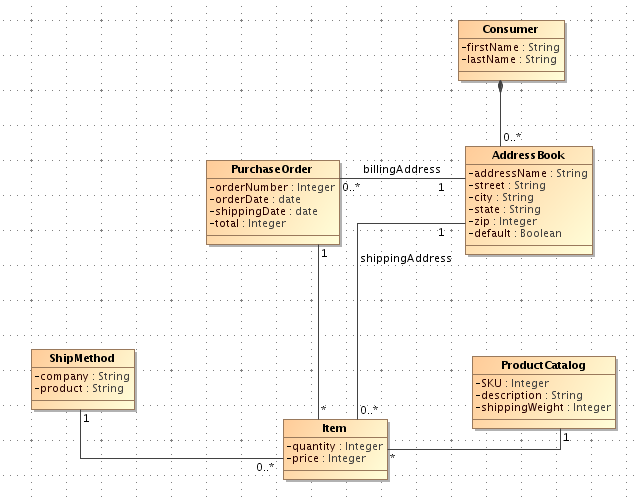 Consumer
-firstName : String
-lastName : String
0..*
AddressBook
-addressName : String
-street : String
-city : String
-state : String
-zip : Integer
-default : Boolean
billingAddress
0..*
1
PurchaseOrder
-orderNumber : Integer
-orderDate : date
-shippingDate : date
-total : Integer
1
1
shippingAddress
ShipMethod
-company : String
-product : String
1
ProductCatalog
-SKU : Integer
-description : String
-shippingWeight : Integer
1
*
0..*
Item
-quantity : Integer
-price : Integer
0..*
*